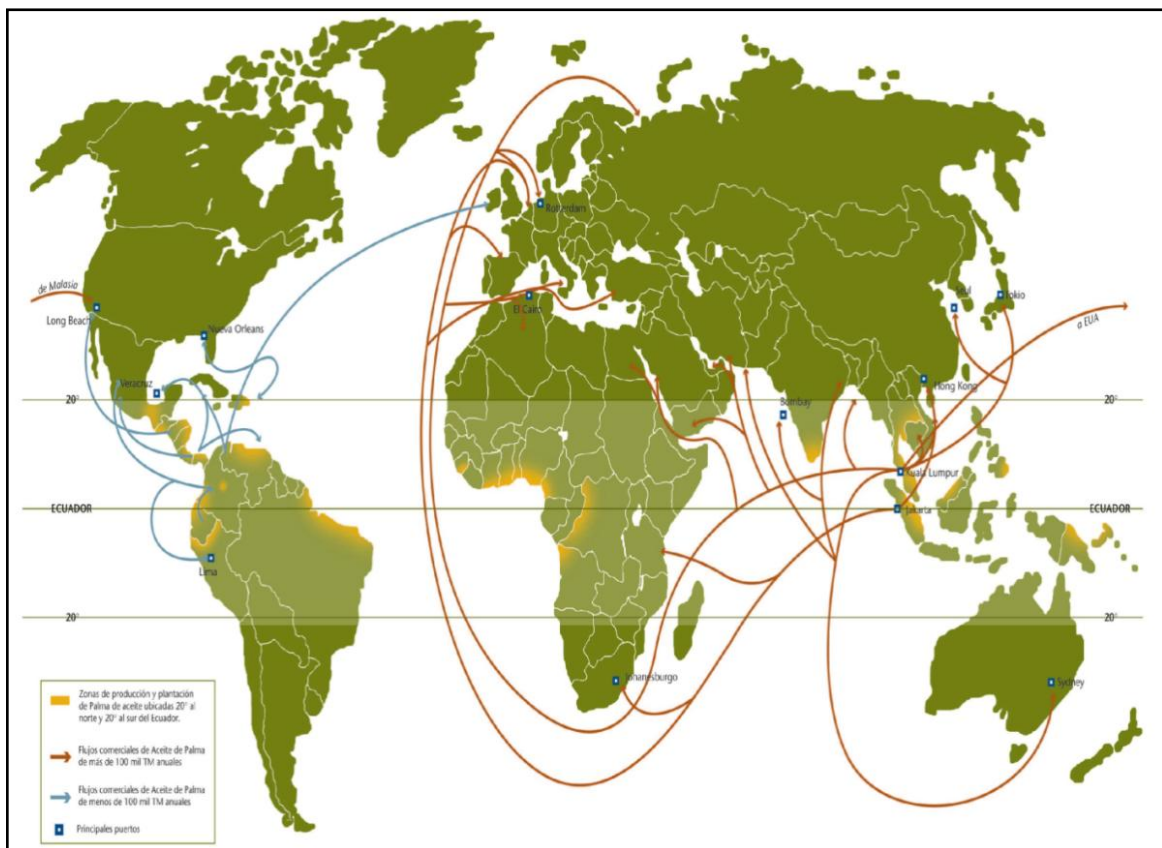 Rotterdam
de Malasia
Long Beach
El Cairo
Seúl
Tokio
a EUA
Nueva Orleans
Veracruz
Hong Kong
20°
20°
Bombay
Kuala Lumpur
ECUADOR
Jakarta
ECUADOR
Lima
20°
20°
Johanesburgo
Sydney
Zonas de producción y plantación
de Palma de aceite ubicadas 20° al
norte y 20° al sur del Ecuador.
Flujos comerciales de Aceite de Palma
de más de 100 mil TM anuales
Flujos comerciales de Aceite de Palma
de menos de 100 mil TM anuales
Principales puertos